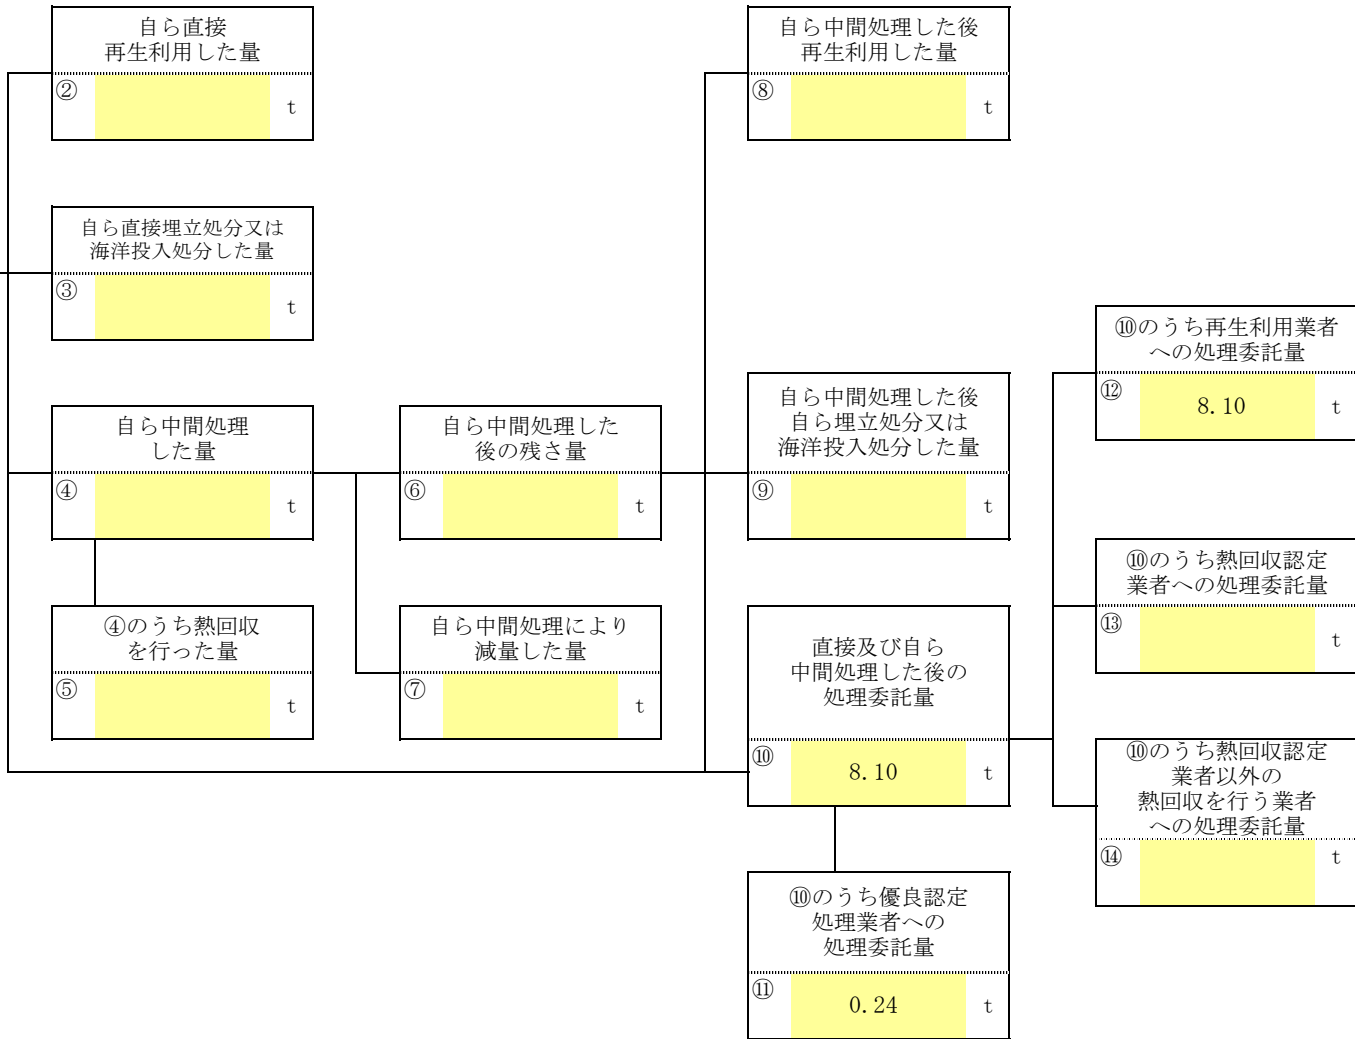 自ら直接
再生利用した量
②
t
自ら中間処理した後
再生利用した量
⑧
t
自ら直接埋立処分又は
海洋投入処分した量
③
t
⑩のうち再生利用業者
への処理委託量
⑫
8.10
t
自ら中間処理
した量
④
t
自ら中間処理した
後の残さ量
⑥
t
自ら中間処理した後
自ら埋立処分又は
海洋投入処分した量
⑨
t
⑩のうち熱回収認定
業者への処理委託量
⑬
t
④のうち熱回収
を行った量
⑤
t
自ら中間処理により
減量した量
⑦
t
直接及び自ら
中間処理した後の
処理委託量
⑩
8.10
t
⑩のうち熱回収認定
業者以外の
熱回収を行う業者
への処理委託量
⑭
t
⑩のうち優良認定
処理業者への
処理委託量
⑪
0.24
t